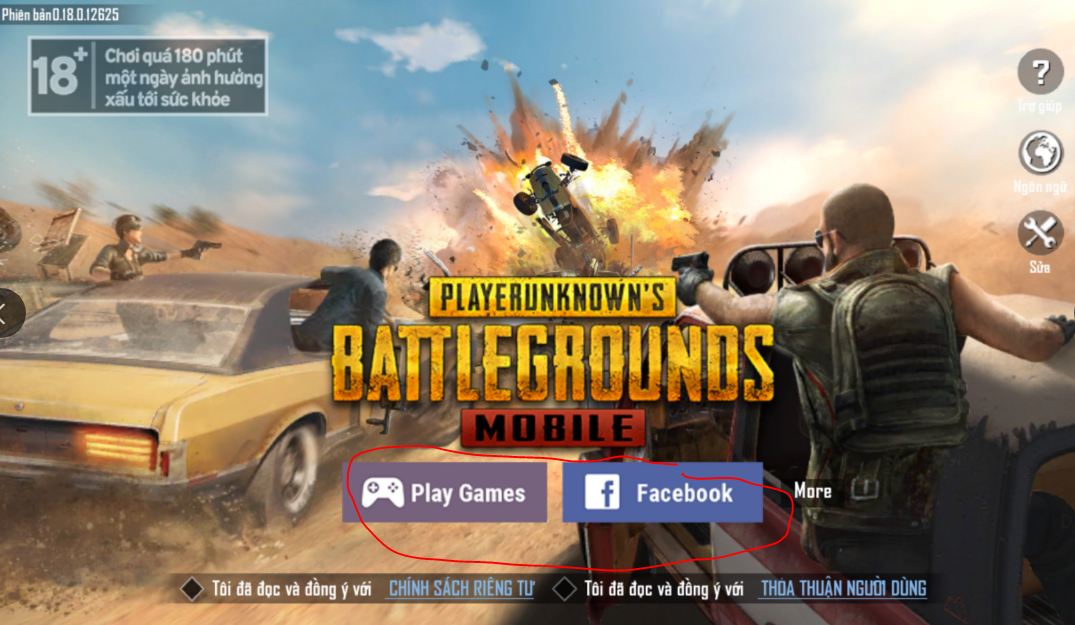 Phiên bản0.18.0.12625
18+
Chơi quá 180 phút
một ngày ảnh hưởng
xấu tới sức khỏe
?
Trợ giúp
Ngôn ngữ
Sửa
PLAYERUNKNOWN'S
BATTLEGROUNDS
MOBILE
Play Games
f Facebook
More
Tôi đã đọc và đồng ý với CHÍNH SÁCH RIÊNG TƯ
Tôi đã đọc và đồng ý với THỎA THUẬN NGƯỜI DÙNG